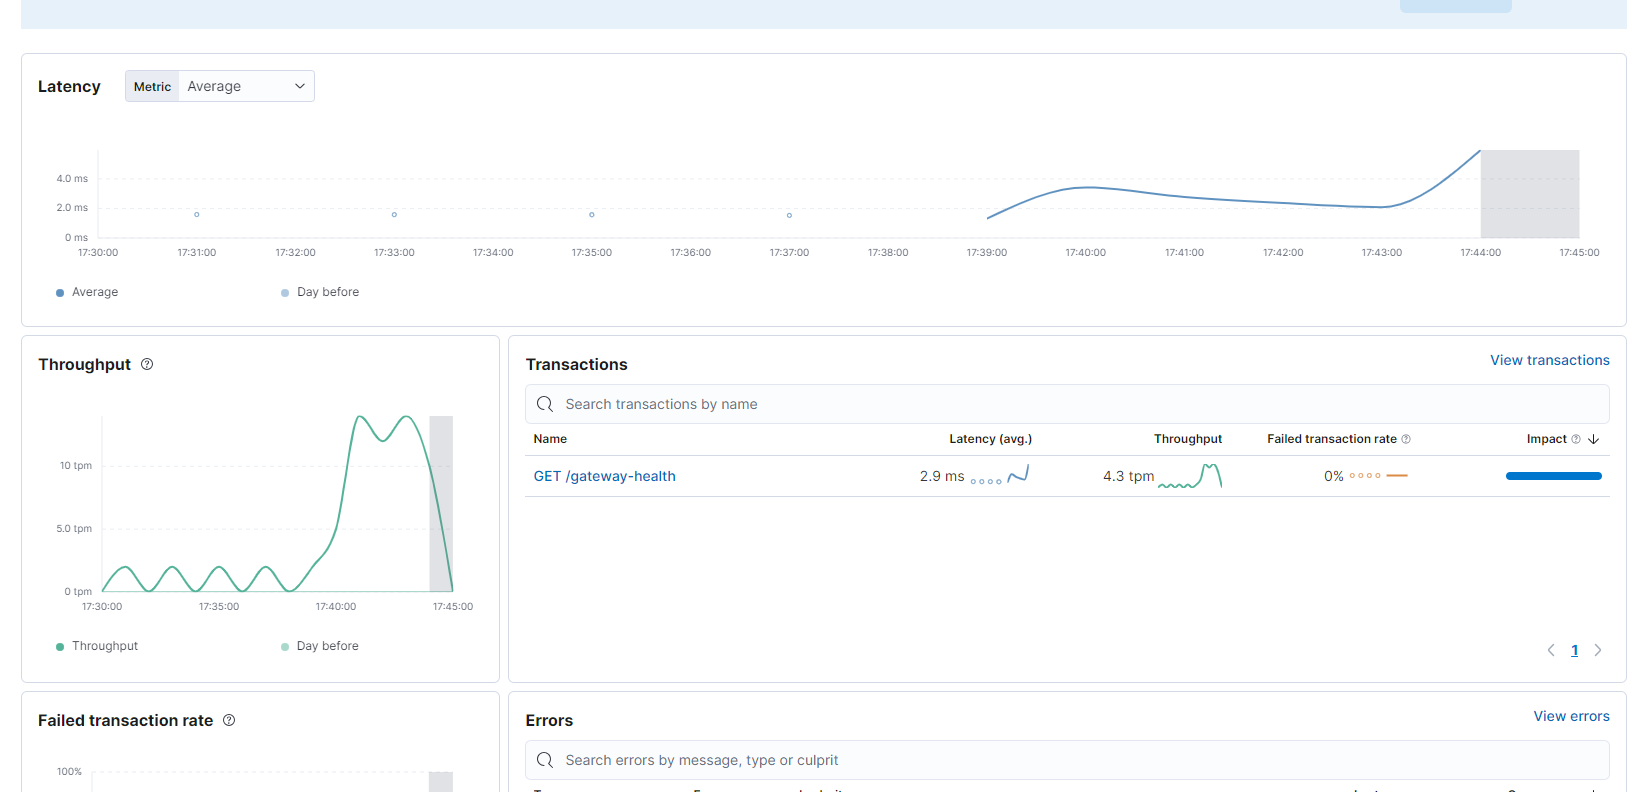 Latency Metric Average
4.0 ms
2.0 ms
0 ms
17:30:00 17:31:00 17:32:00 17:33:00 17:34:00 17:35:00 17:36:00 17:37:00 17:38:00 17:39:00 17:40:00 17:41:00 17:42:00 17:43:00 17:44:00 17:45:00
Average Day before
Throughput
10 tpm
5.0 tpm
0 tpm
17:30:00 17:35:00 17:40:00 17:45:00
Throughput Day before
Transactions View transactions
Search transactions by name
Name Latency (avg.) Throughput Failed transaction rate Impact
GET /gateway-health 2.9 ms 4.3 tpm 0%
1
Failed transaction rate
100%
Errors View errors
Search errors by message, type or culprit